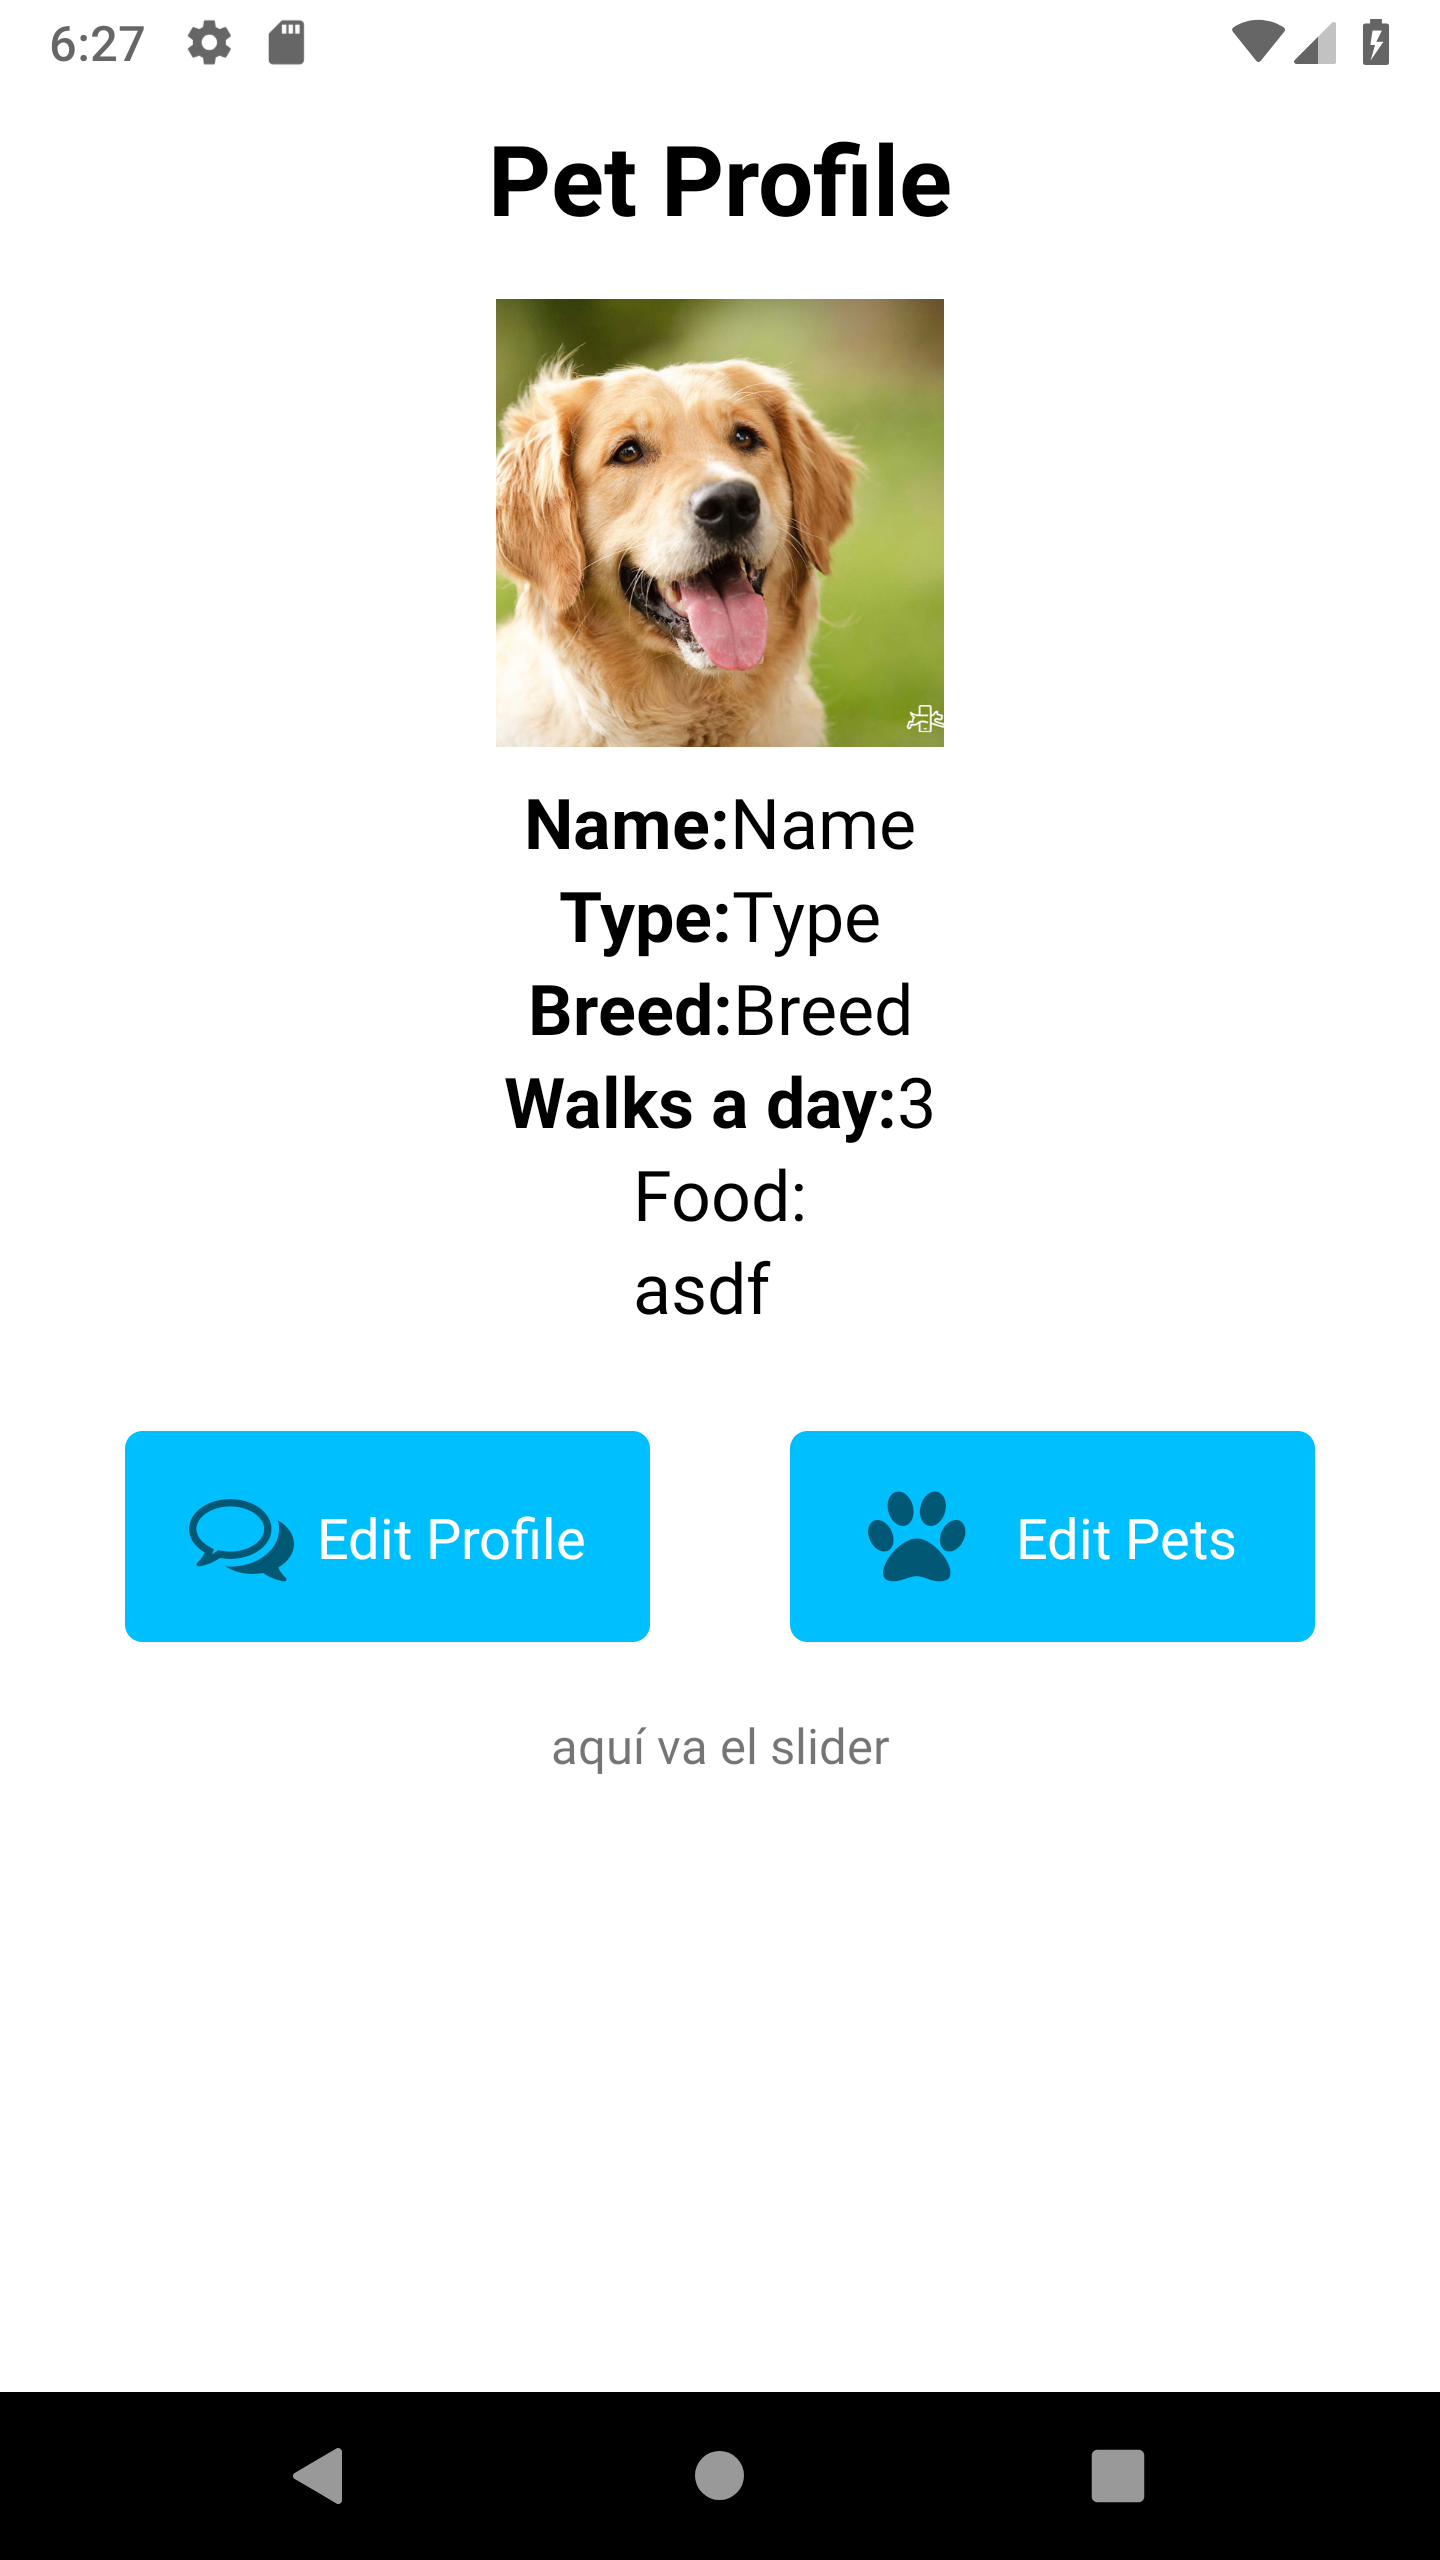 6:27
Pet Profile
Name:Name
Type:Type
Breed:Breed
Walks a day:3
Food:
asdf
Edit Profile
Edit Pets
aquí va el slider